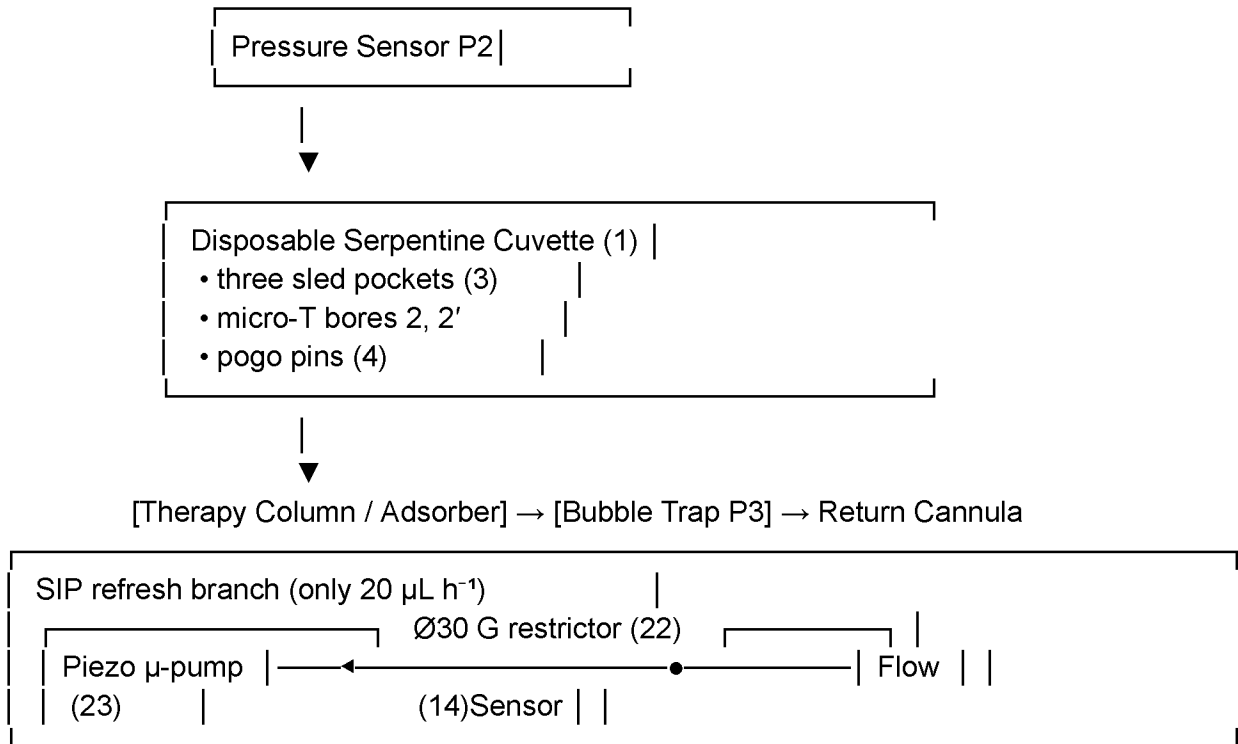 Pressure Sensor P2
Disposable Serpentine Cuvette (1)
• three sled pockets (3)
• micro-T bores 2, 2′
• pogo pins (4)
[Therapy Column / Adsorber] → [Bubble Trap P3] → Return Cannula
SIP refresh branch (only 20 µL h⁻¹)
Ø30 G restrictor (22)
Piezo µ-pump Flow
(23) (14)Sensor